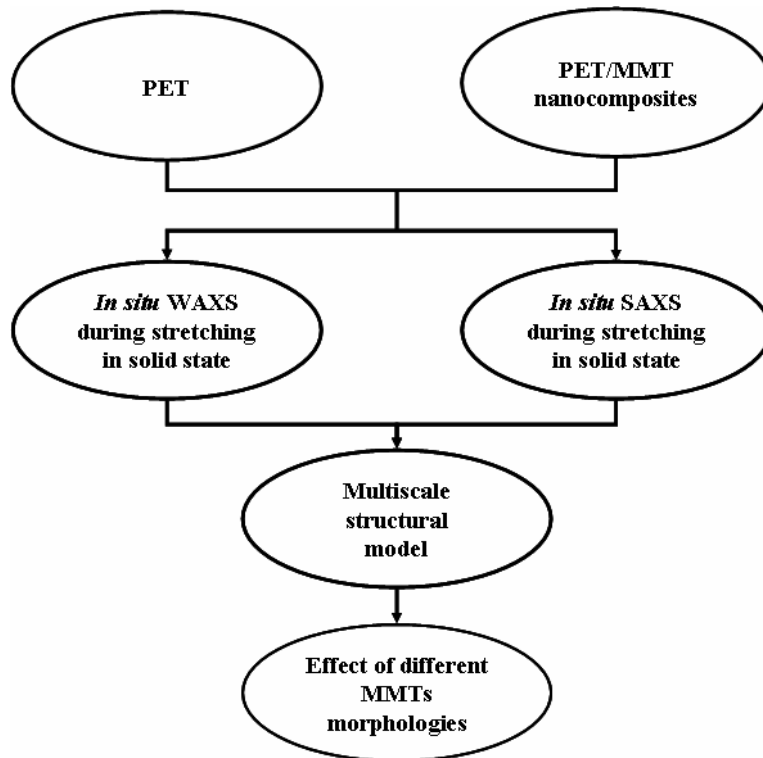 PET
PET/MMT
nanocomposites
In situ WAXS
during stretching
in solid state
In situ SAXS
during stretching
in solid state
Multiscale
structural
model
Effect of different
MMTs
morphologies